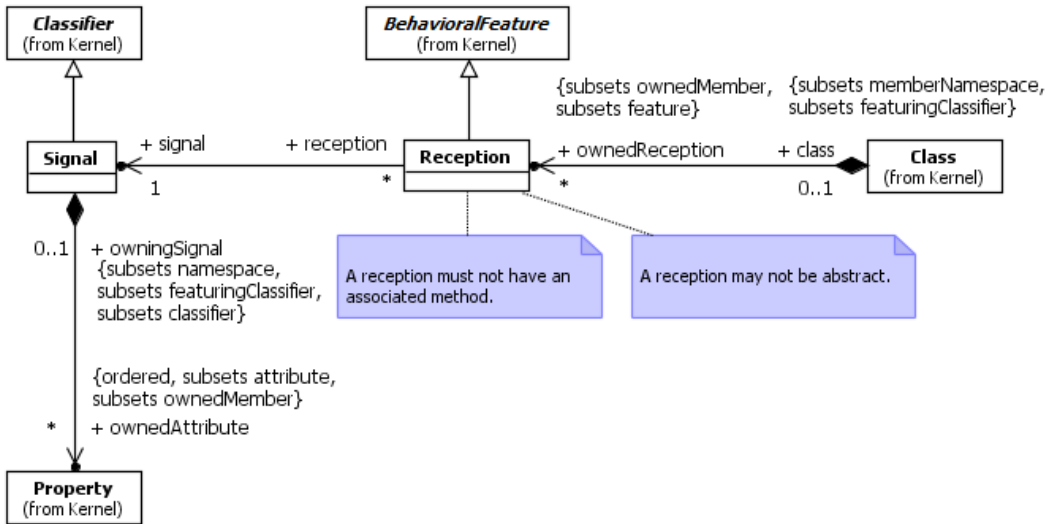 Classifier
(from Kernel)
BehavioralFeature
(from Kernel)
{subsets ownedMember,
subsets feature}
{subsets memberNamespace,
subsets featuringClassifier}
Signal
+ signal
1
+ reception
*
Reception
+ ownedReception
*
+ class
0..1
Class
(from Kernel)
0..1
+ owningSignal
{subsets namespace,
subsets featuringClassifier,
subsets classifier}
A reception must not have an
associated method.
A reception may not be abstract.
{ordered, subsets attribute,
subsets ownedMember}
*
+ ownedAttribute
Property
(from Kernel)